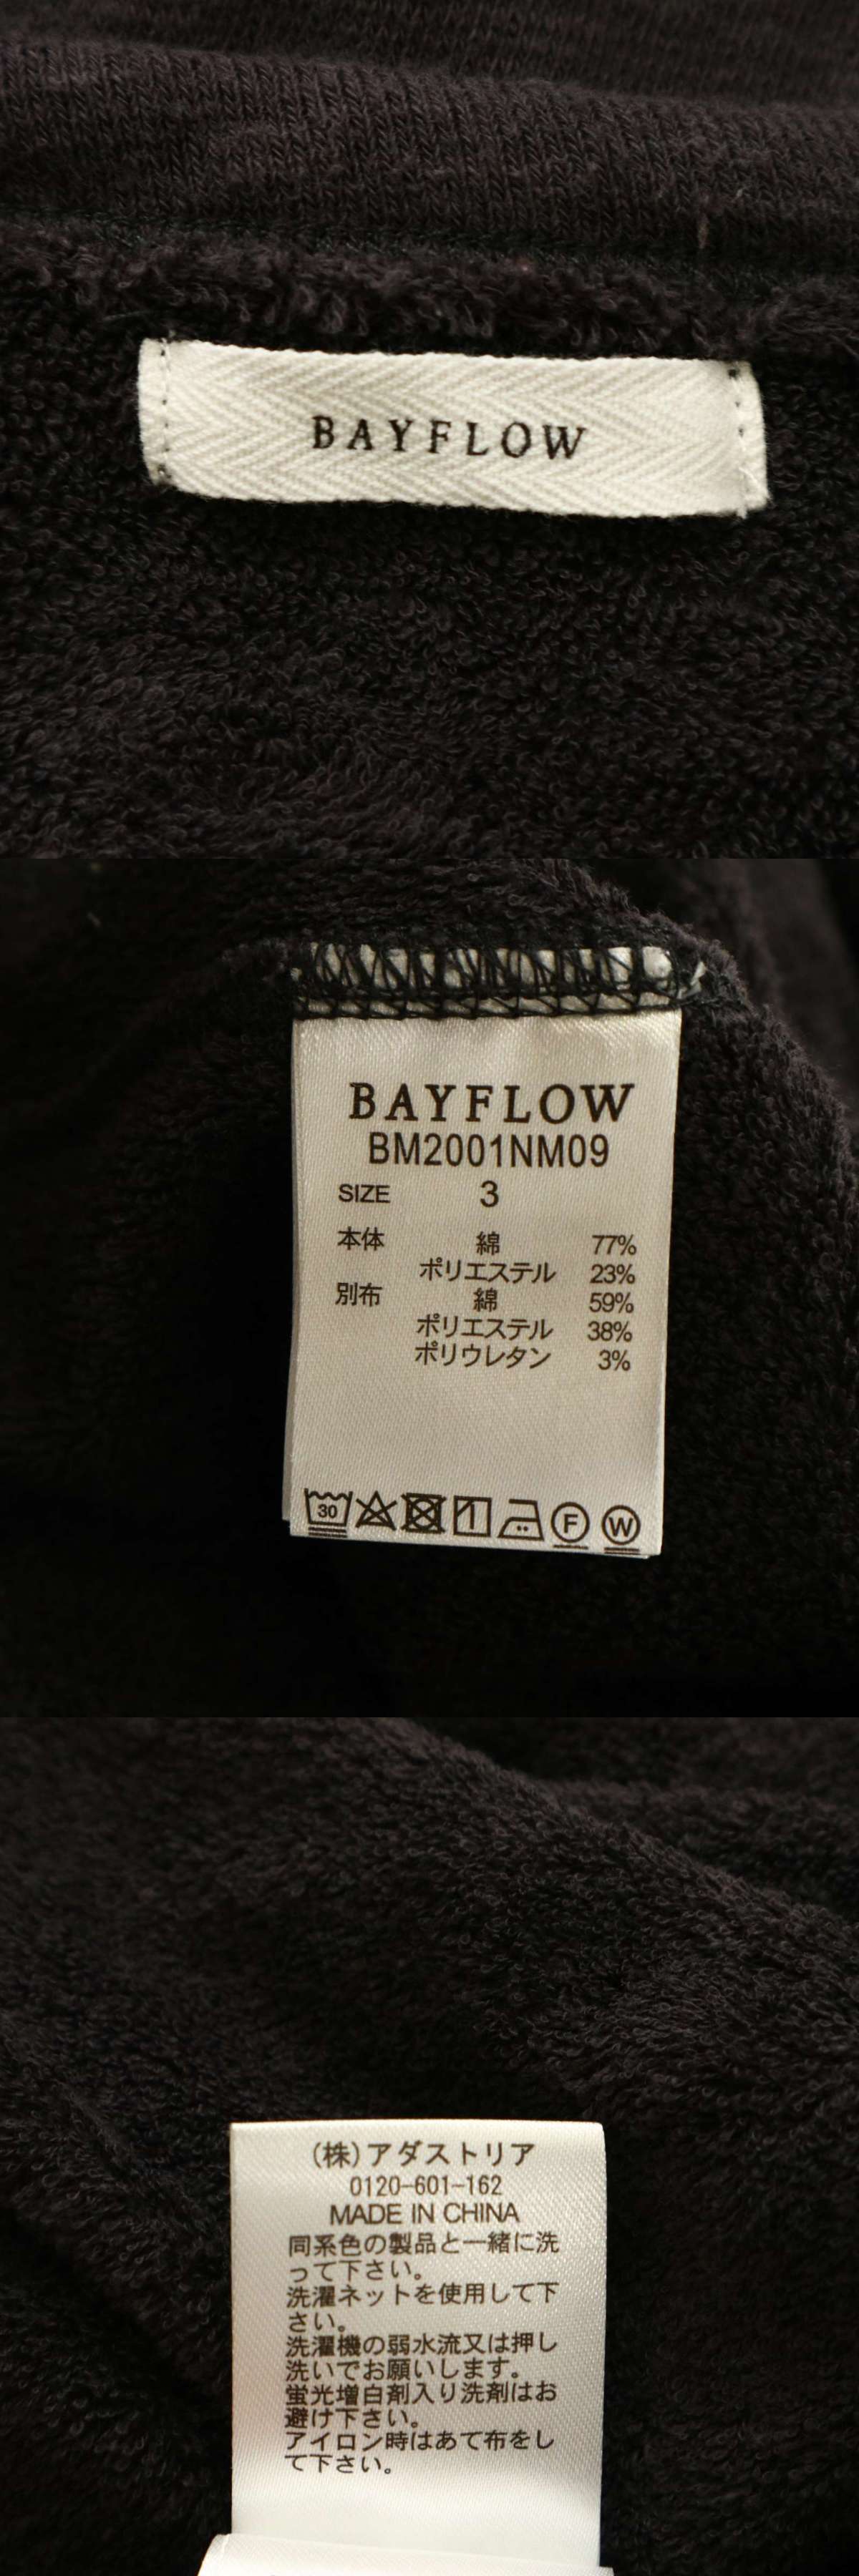 BAYFLOW
BAYFLOW
BM2001NM09
SIZE 3
本体 綿 77%
ポリエステル 23%
別布 綿 59%
ポリエステル 38%
ポリウレタン 3%
30 F W
(株)アダストリア
0120-601-162
MADE IN CHINA
同系色の製品と一緒に洗
って下さい。
洗濯ネットを使用して下
さい。
洗濯機の弱水流又は押し
洗いでお願いします。
蛍光増白剤入り洗剤はお
避け下さい。
アイロン時はあて布をし
て下さい。